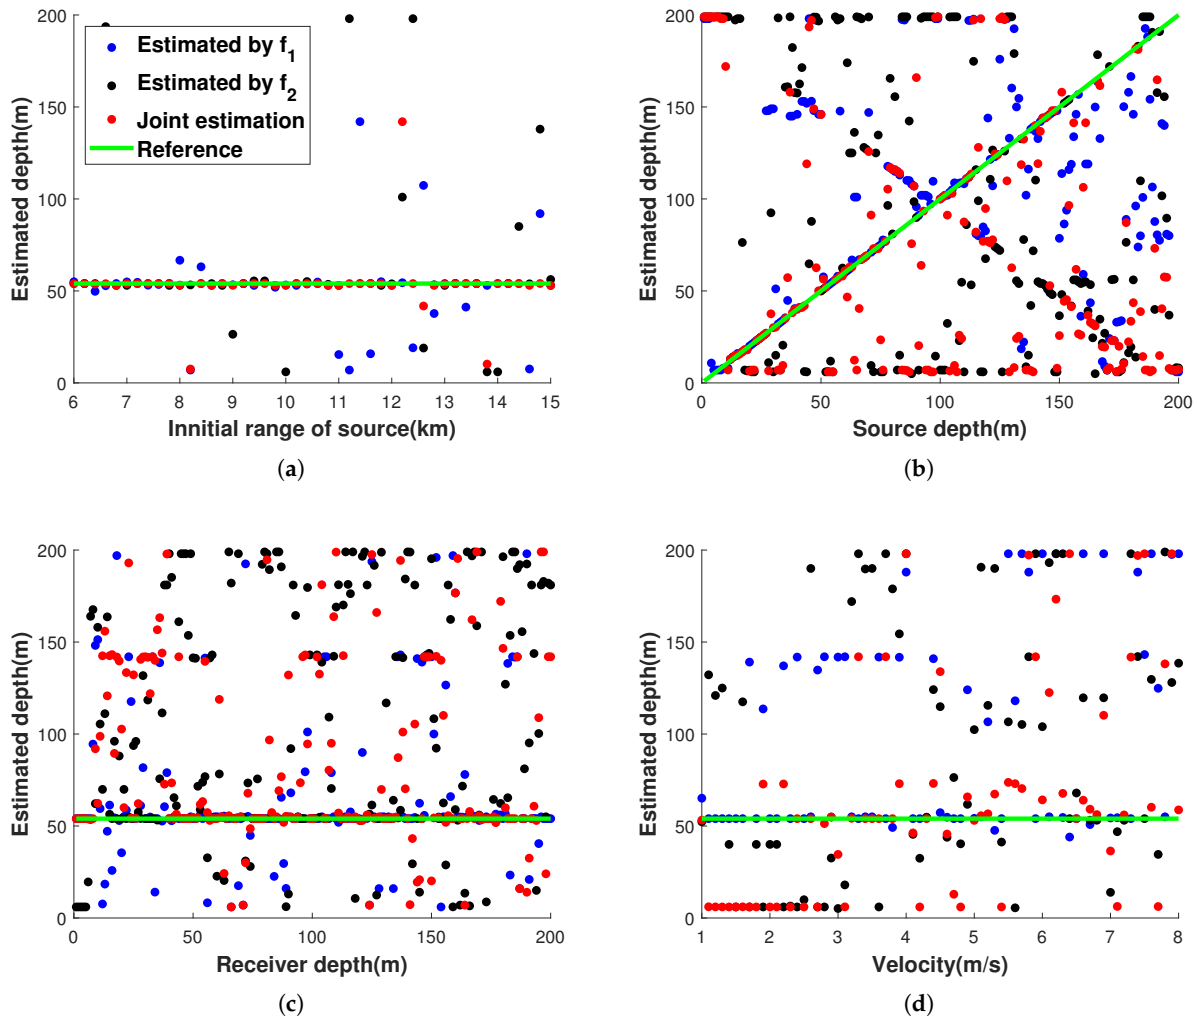 200
150
100
50
0
Estimated depth(m)
Estimated by f1
Estimated by f2
Joint estimation
Reference
6 7 8 9 10 11 12 13 14 15
Innitial range of source(km)
(a)
200
150
100
50
0
Estimated depth(m)
0 50 100 150 200
Source depth(m)
(b)
200
150
100
50
0
Estimated depth(m)
0 50 100 150 200
Receiver depth(m)
(c)
200
150
100
50
0
Estimated depth(m)
1 2 3 4 5 6 7 8
Velocity(m/s)
(d)